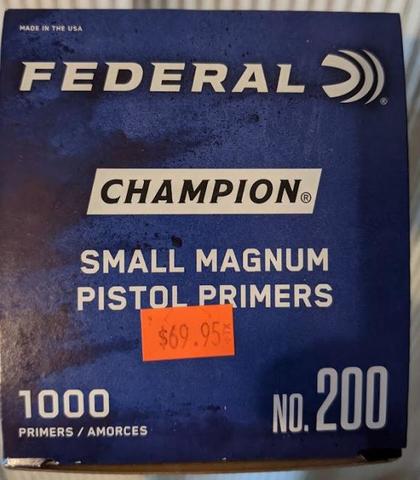 MADE IN THE USA
FEDERAL ®
CHAMPION®
SMALL MAGNUM
PISTOL PRIMERS
$69.95
1000
PRIMERS / AMORCES
NO. 200